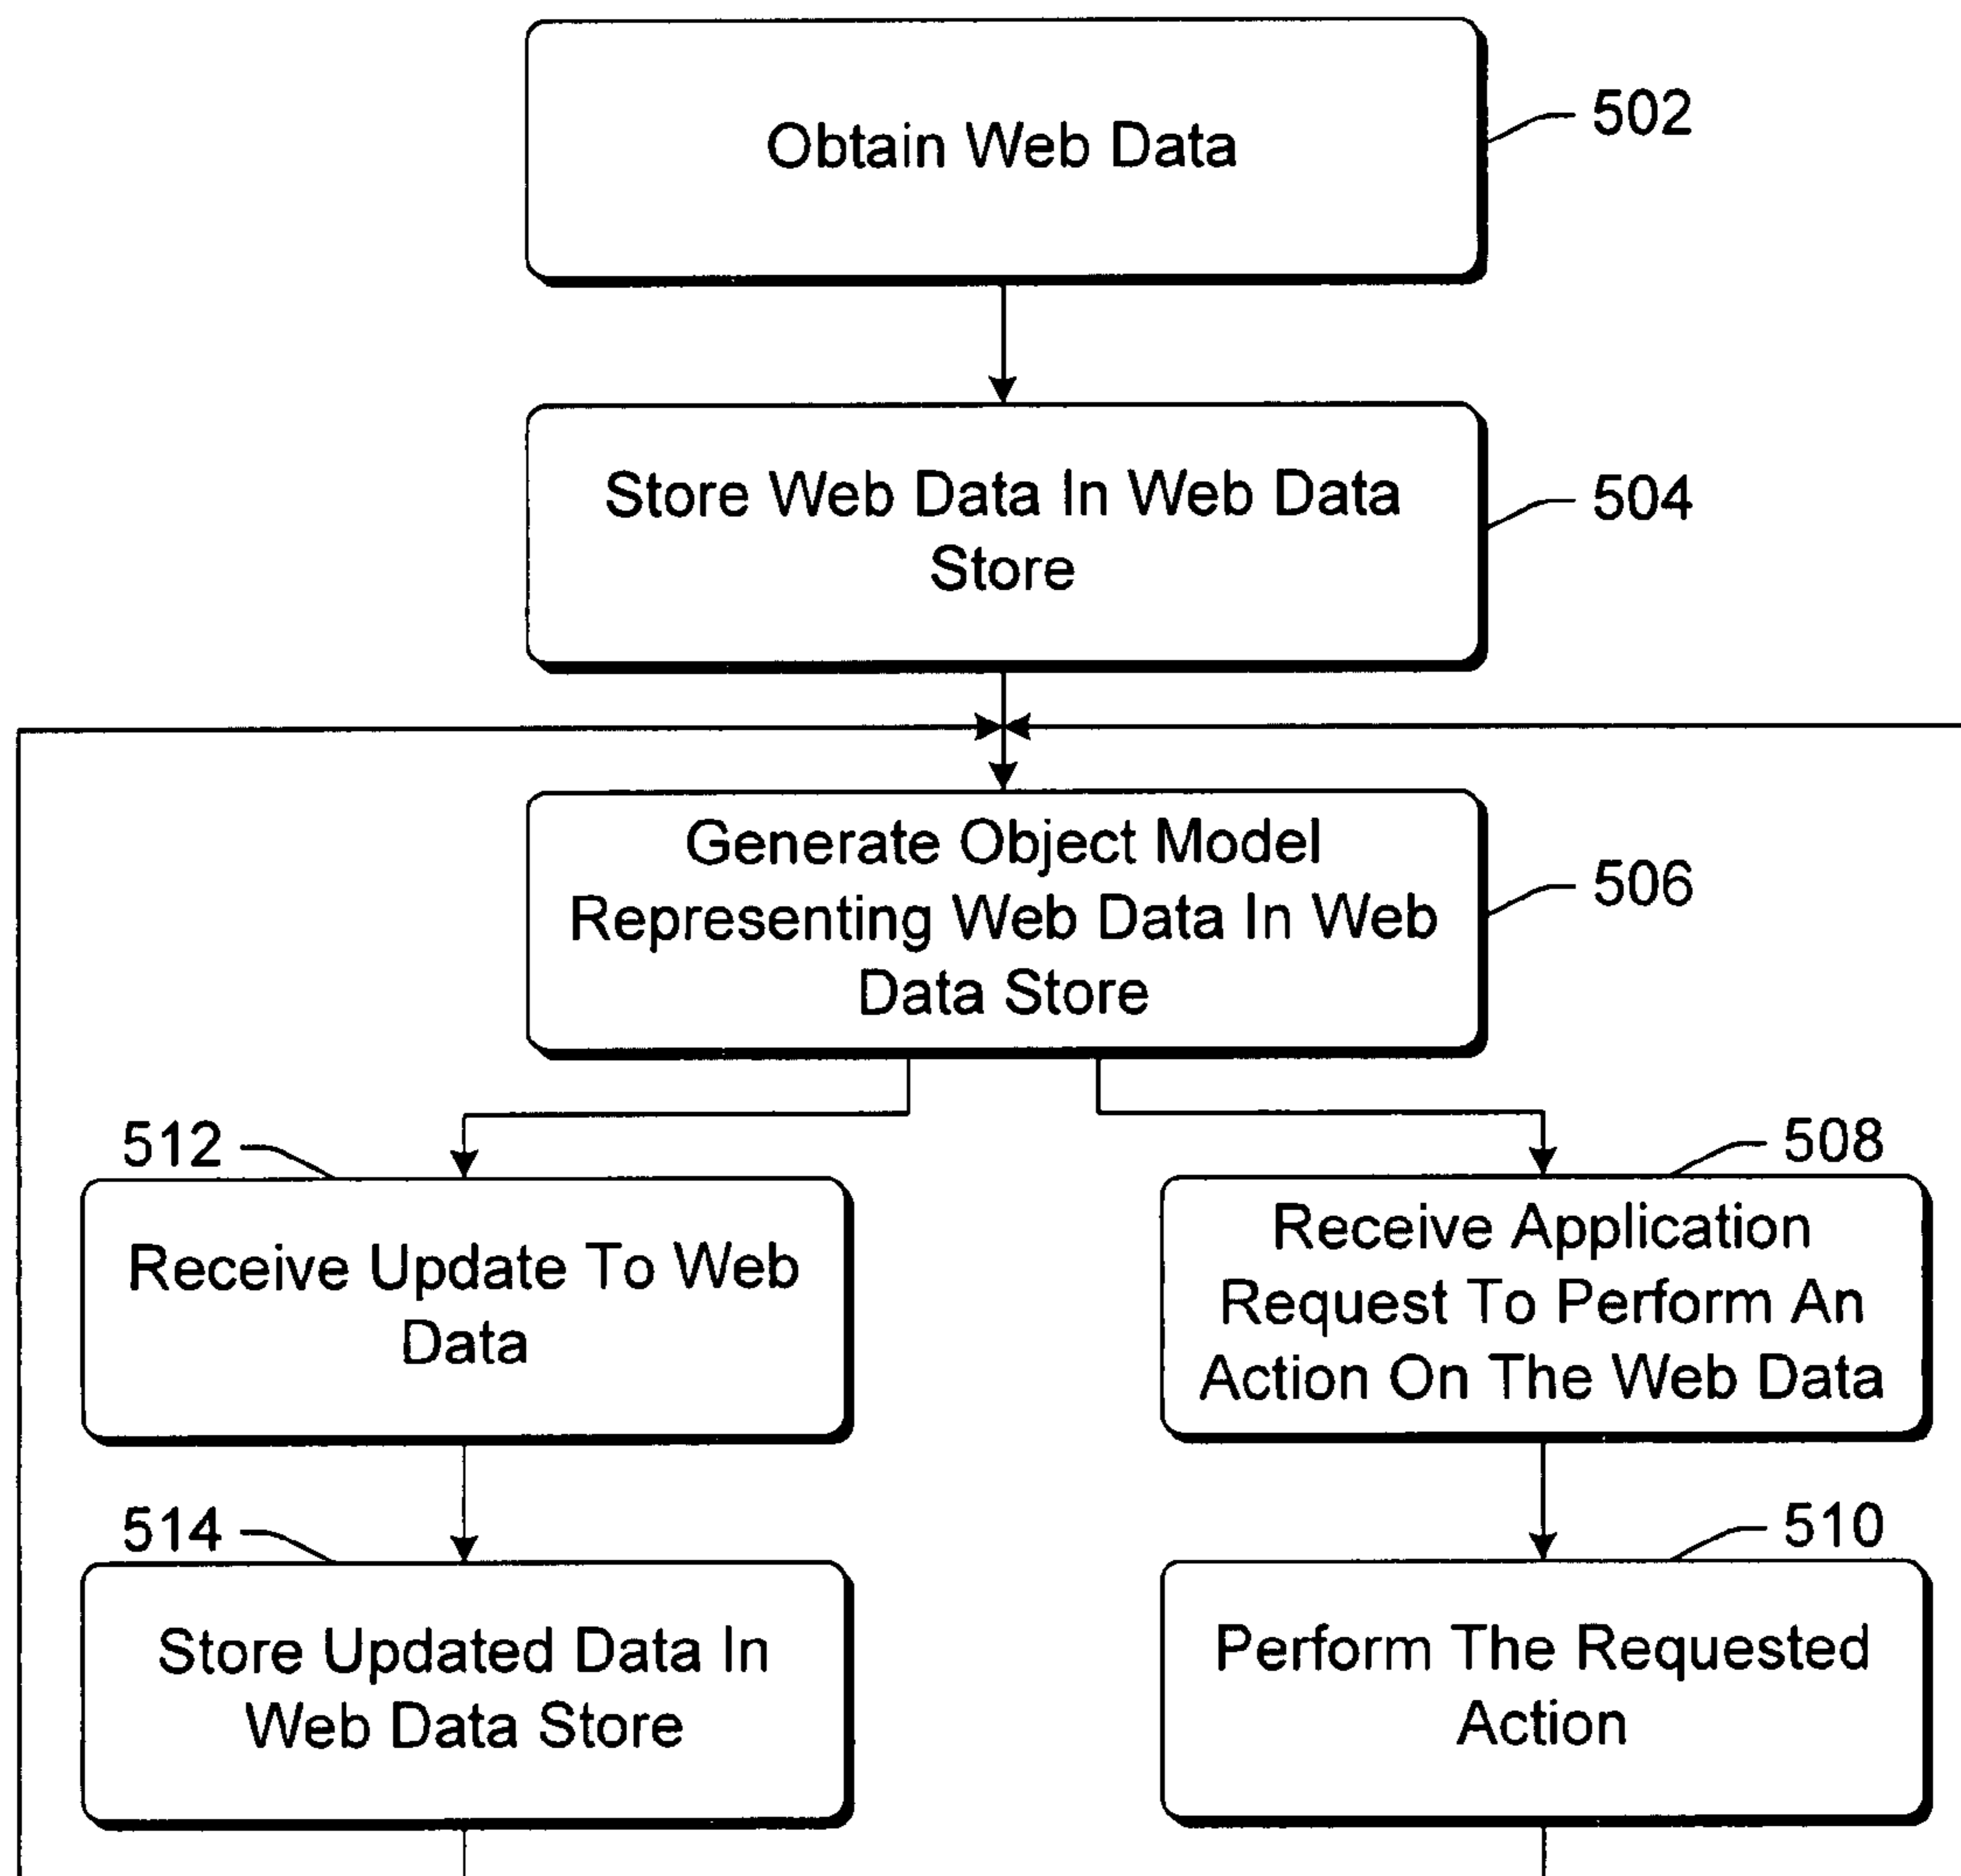 Obtain Web Data
502
Store Web Data In Web Data
Store
504
Generate Object Model
Representing Web Data In Web
Data Store
506
512
Receive Update To Web
Data
508
Receive Application
Request To Perform An
Action On The Web Data
514
Store Updated Data In
Web Data Store
510
Perform The Requested
Action